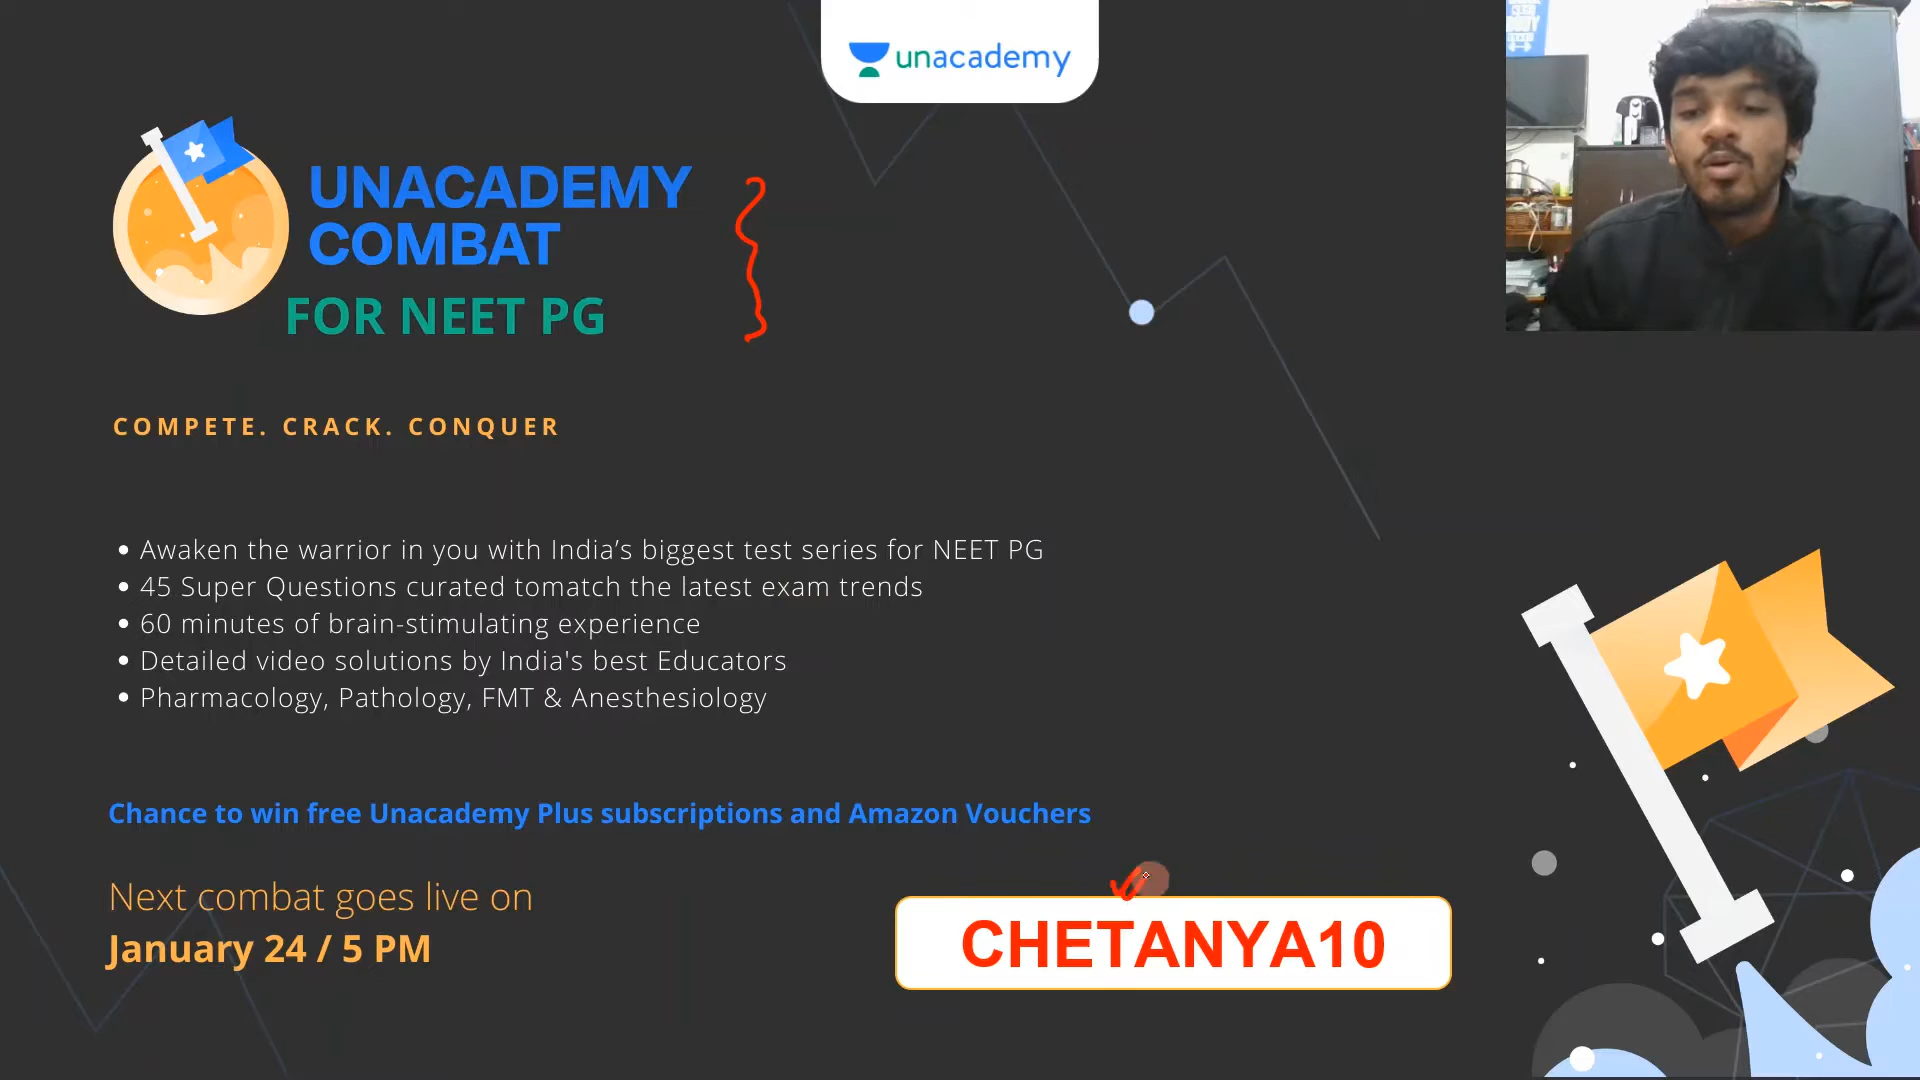 unacademy
UNACADEMY
COMBAT
FOR NEET PG
COMPETE. CRACK. CONQUER
• Awaken the warrior in you with India’s biggest test series for NEET PG
• 45 Super Questions curated tomatch the latest exam trends
• 60 minutes of brain-stimulating experience
• Detailed video solutions by India's best Educators
• Pharmacology, Pathology, FMT & Anesthesiology
Chance to win free Unacademy Plus subscriptions and Amazon Vouchers
Next combat goes live on
January 24 / 5 PM
CHETANYA10